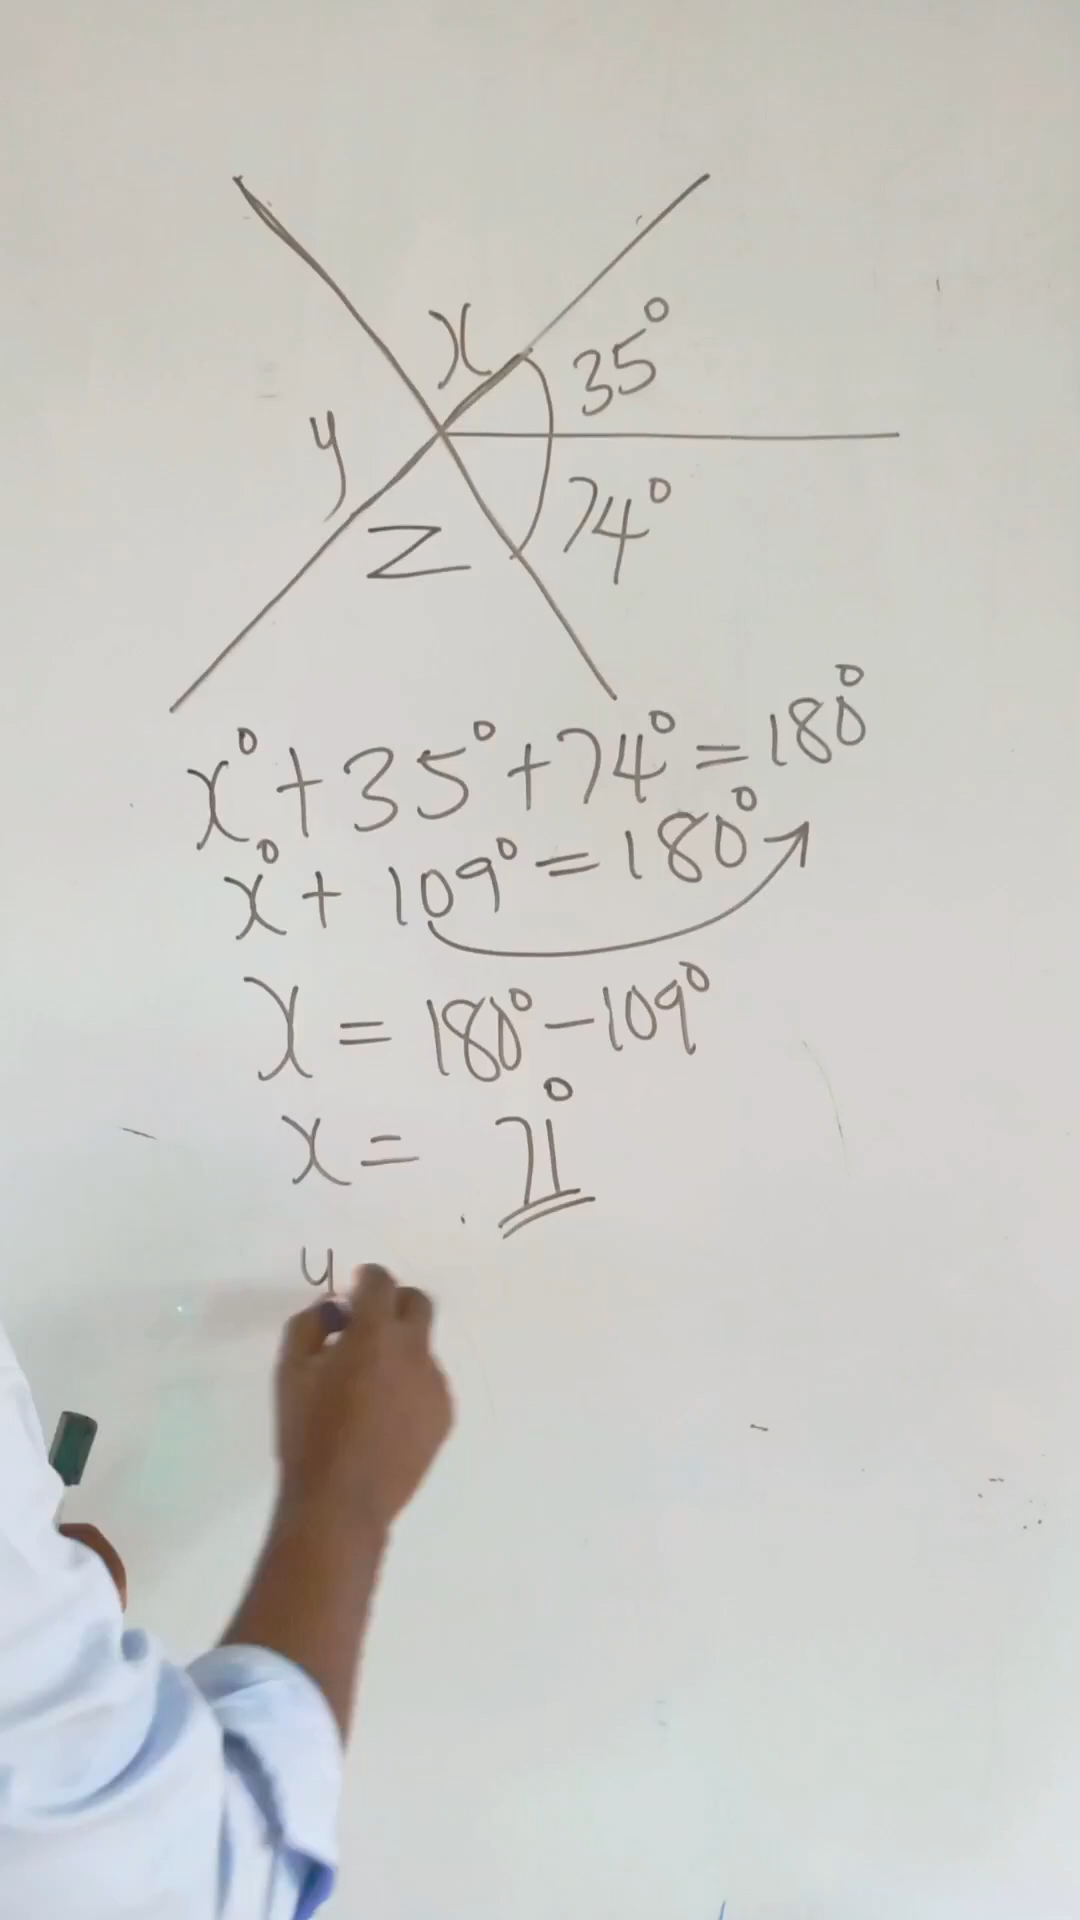 x 35°
y
74°
z
x° + 35° + 74° = 180°
x° + 109° = 180°
x = 180° - 109°
x = 71°
y